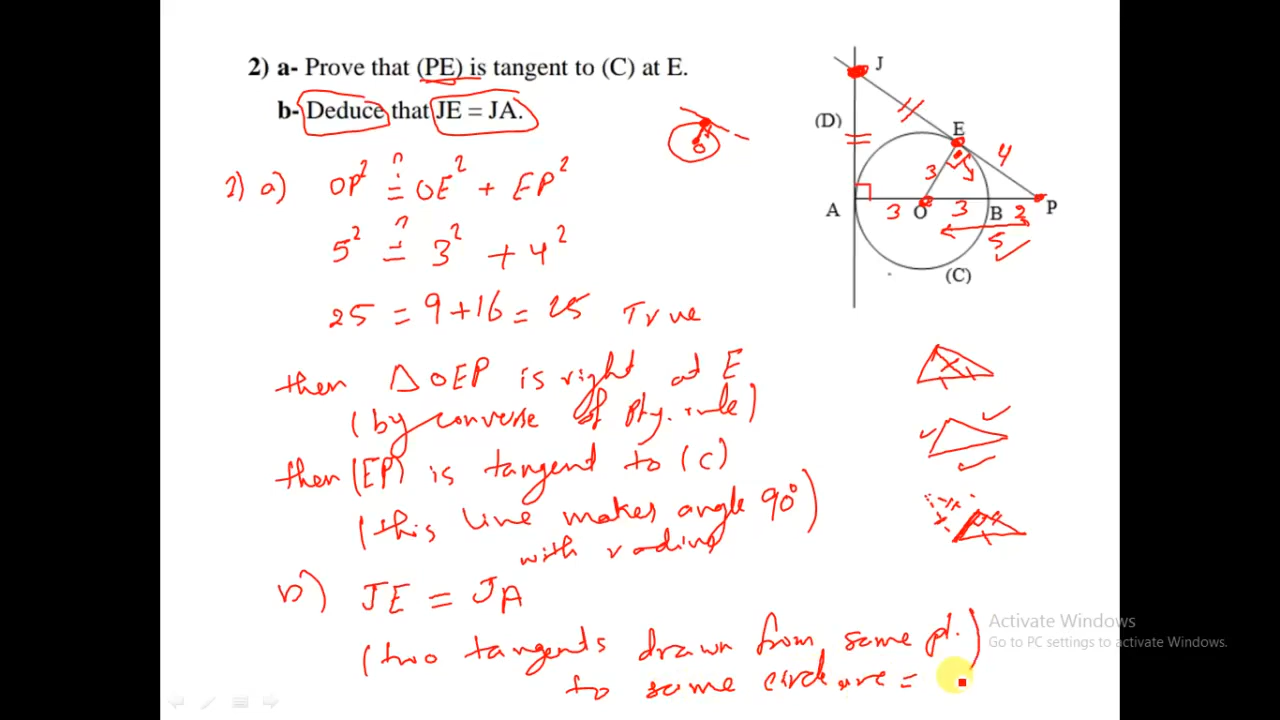 2) a- Prove that (PE) is tangent to (C) at E.
b- Deduce that JE = JA.
J
(D)
E
4
3
A
3
O
3
B
2
P
5
(C)
O
2) a) OP² ≟ OE² + EP²
5² ≟ 3² + 4²
25 = 9+16 = 25 True
then △OEP is right at E
(by converse of phy. rule)
then (EP) is tangend to (C)
(this line makes angle 90°)
with radius
b) JE = JA
(two tangents drawn from same pt.)
to same circle are =
Activate Windows
Go to PC settings to activate Windows.